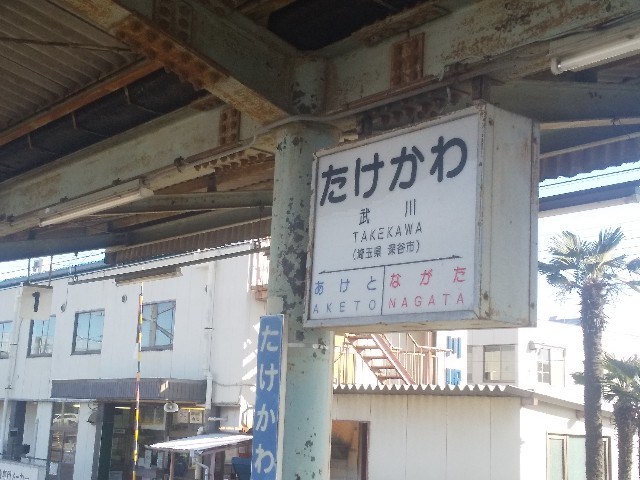 たけかわ
武川
TAKEKAWA
(埼玉県 深谷市)
あけと ながた
AKETO NAGATA
たけかわ
1